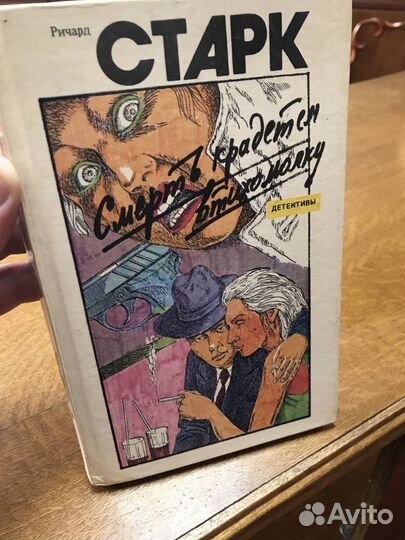 Ричард
СТАРК
Смерть крадется
втихомолку
ДЕТЕКТИВЫ
Avito